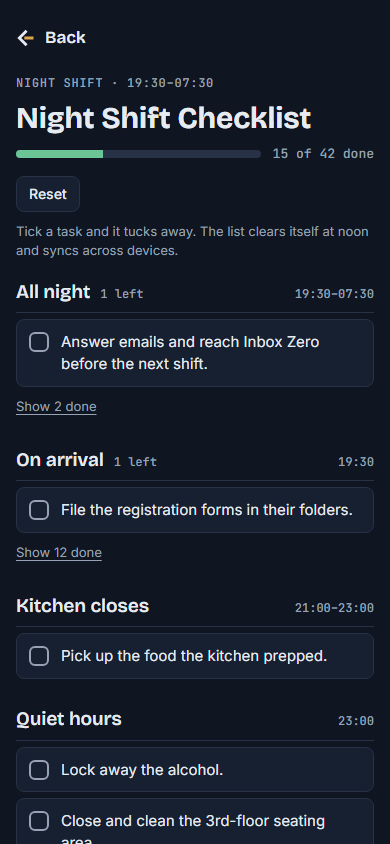 Back
NIGHT SHIFT · 19:30–07:30
Night Shift Checklist
15 of 42 done
Reset
Tick a task and it tucks away. The list clears itself at noon
and syncs across devices.
All night 1 left 19:30–07:30
Answer emails and reach Inbox Zero
before the next shift.
Show 2 done
On arrival 1 left 19:30
File the registration forms in their folders.
Show 12 done
Kitchen closes 21:00–23:00
Pick up the food the kitchen prepped.
Quiet hours 23:00
Lock away the alcohol.
Close and clean the 3rd-floor seating
area.